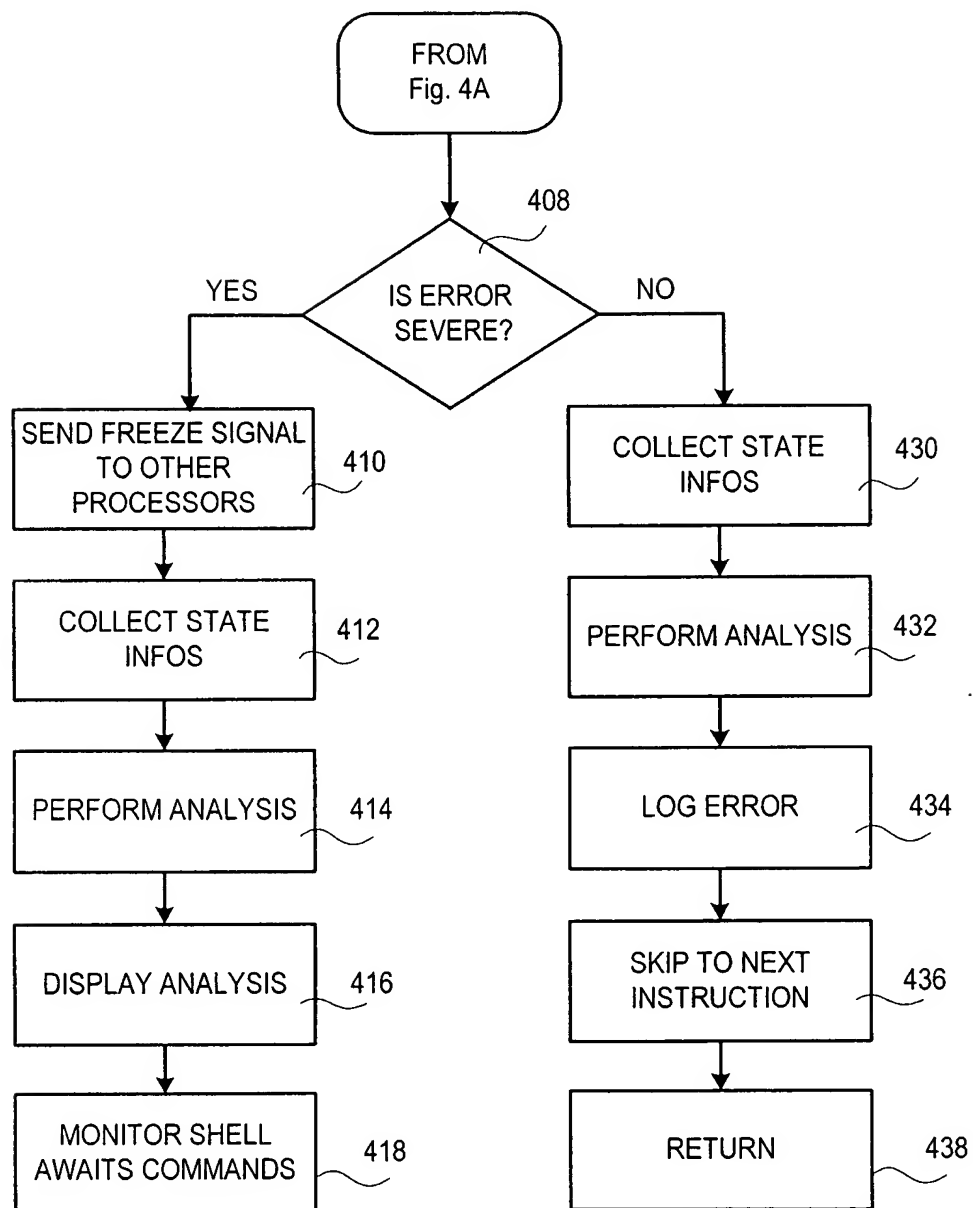 FROM
Fig. 4A
408
IS ERROR
SEVERE?
YES
NO
SEND FREEZE SIGNAL
TO OTHER
PROCESSORS
410
COLLECT STATE
INFOS
412
PERFORM ANALYSIS
414
DISPLAY ANALYSIS
416
MONITOR SHELL
AWAITS COMMANDS
418
COLLECT STATE
INFOS
430
PERFORM ANALYSIS
432
LOG ERROR
434
SKIP TO NEXT
INSTRUCTION
436
RETURN
438